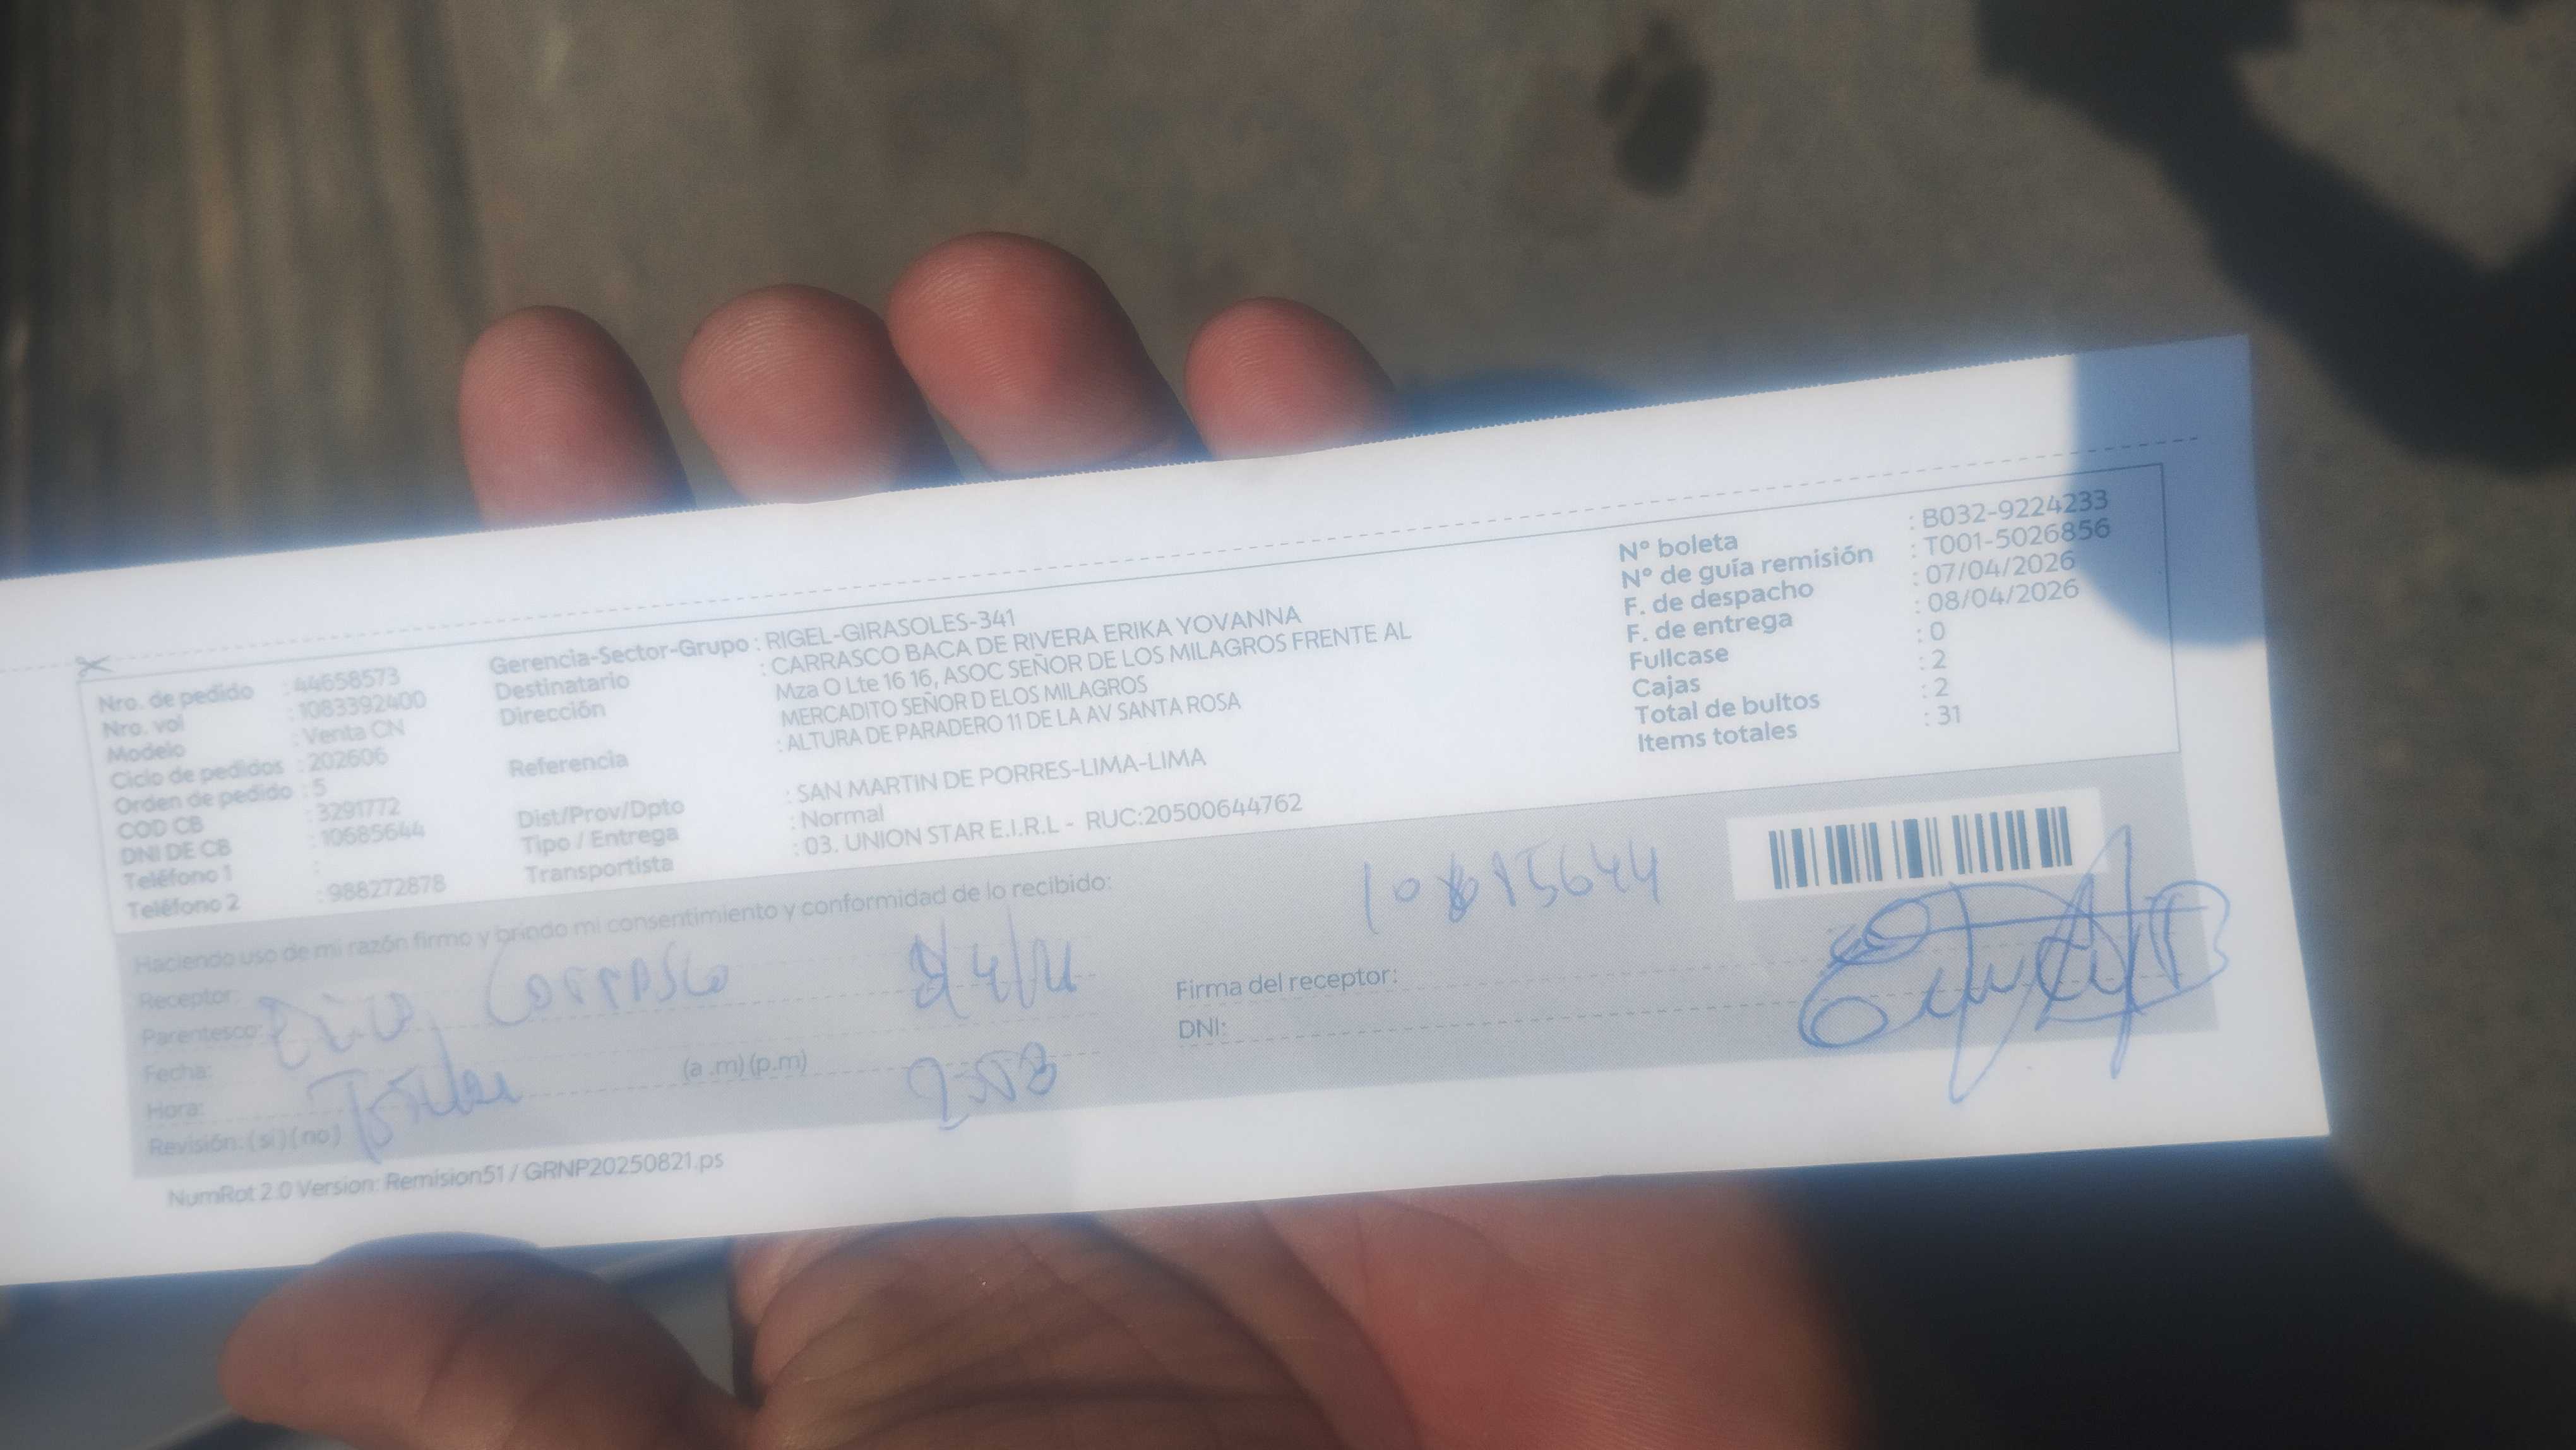 Nro. de pedido : 44658573
Nro. vol : 1083392400
Modelo : Venta CN
Ciclo de pedidos : 202606
Orden de pedido : 5
COD CB : 3291772
DNI DE CB : 10685644
Teléfono 1 :
Teléfono 2 : 988272878
Gerencia-Sector-Grupo : RIGEL-GIRASOLES-341
Destinatario : CARRASCO BACA DE RIVERA ERIKA YOVANNA
Dirección Mza O Lte 16 16, ASOC SEÑOR DE LOS MILAGROS FRENTE AL
MERCADITO SEÑOR D ELOS MILAGROS
Referencia : ALTURA DE PARADERO 11 DE LA AV SANTA ROSA
Dist/Prov/Dpto : SAN MARTIN DE PORRES-LIMA-LIMA
Tipo / Entrega : Normal
Transportista : 03. UNION STAR E.I.R.L - RUC:20500644762
N° boleta : B032-9224233
N° de guía remisión : T001-5026856
F. de despacho : 07/04/2026
F. de entrega : 08/04/2026
Fullcase : 0
Cajas : 2
Total de bultos : 2
Items totales : 31
Haciendo uso de mi razón firmo y brindo mi consentimiento y conformidad de lo recibido:
Receptor: Carrasco
Parentesco:
Fecha:
Hora: (a .m) (p.m)
Revisión: ( si ) ( no ) Titular
Firma del receptor:
DNI:
NumRot 2.0 Version: Remision51 / GRNP20250821.ps